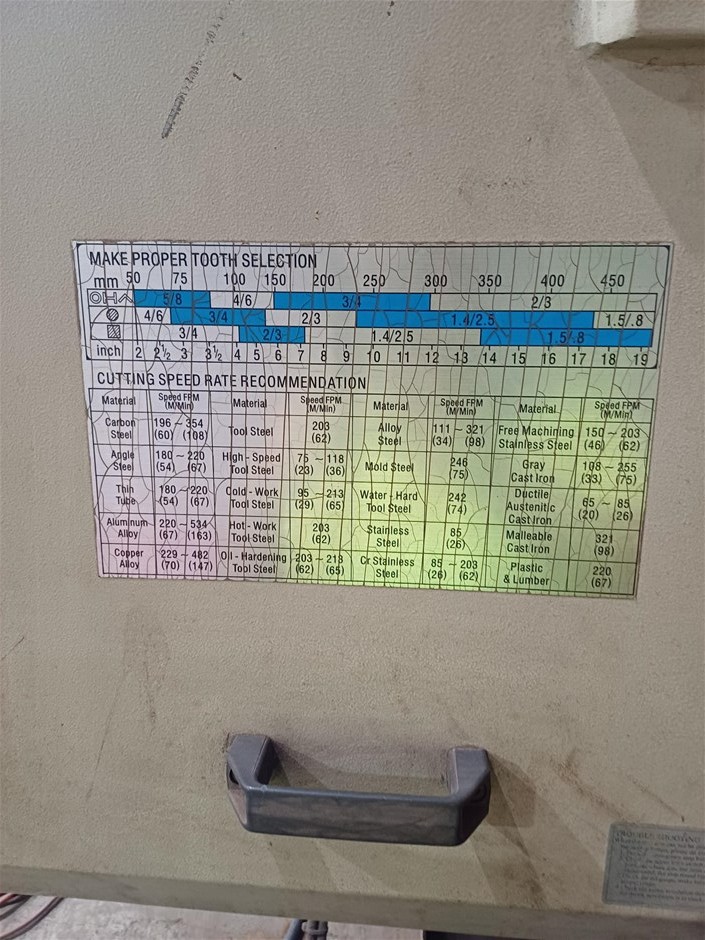 MAKE PROPER TOOTH SELECTION
mm 50 75 100 150 200 250 300 350 400 450
5/8 4/6 3/4 2/3
4/6 3/4 2/3 1.4/2.5 1.5/.8
3/4 2/3 1.4/2.5 1.5/.8
inch 2 2½ 3 3½ 4 5 6 7 8 9 10 11 12 13 14 15 16 17 18 19
CUTTING SPEED RATE RECOMMENDATION
Material Speed FPM (M/Min) Material Speed FPM (M/Min) Material Speed FPM (M/Min) Material Speed FPM (M/Min)
Carbon Steel 196 ~ 354 (60) (108) Tool Steel 203 (62) Alloy Steel 111 ~ 321 (34) (98) Free Machining Stainless Steel 150 ~ 203 (46) (62)
Angle Steel 180 ~ 220 (54) (67) High - Speed Tool Steel 75 ~ 118 (23) (36) Mold Steel 246 (75) Gray Cast Iron 108 ~ 255 (33) (75)
Thin Tube 180 ~ 220 (54) (67) Cold - Work Tool Steel 95 ~ 213 (29) (65) Water - Hard Tool Steel 242 (74) Ductile Austenitic Cast Iron 65 ~ 85 (20) (26)
Aluminum Alloy 220 ~ 534 (67) (163) Hot - Work Tool Steel 203 (62) Stainless Steel 85 (26) Malleable Cast Iron 321 (98)
Copper Alloy 229 ~ 482 (70) (147) Oil - Hardening Tool Steel 203 ~ 213 (62) (65) Cr Stainless Steel 85 ~ 203 (26) (62) Plastic & Lumber 220 (67)
TROUBLE SHOOTING